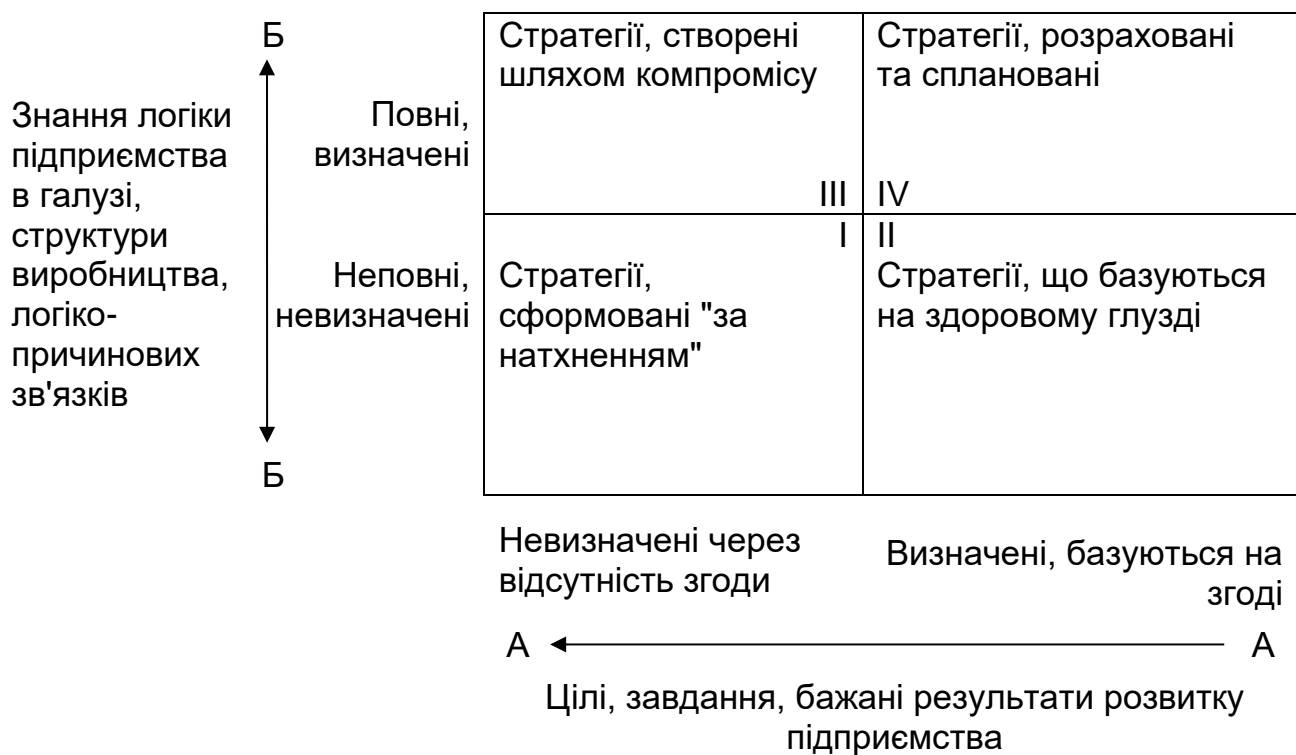 Б
Знання логіки
підприємства
в галузі,
структури
виробництва,
логіко-
причинових
зв'язків
Б
Повні,
визначені
Неповні,
невизначені
Стратегії, створені
шляхом компромісу
III
Стратегії, розраховані
та сплановані
IV
I
Стратегії,
сформовані "за
натхненням"
II
Стратегії, що базуються
на здоровому глузді
Невизначені через
відсутність згоди
Визначені, базуються на
згоді
А
А
Цілі, завдання, бажані результати розвитку
підприємства